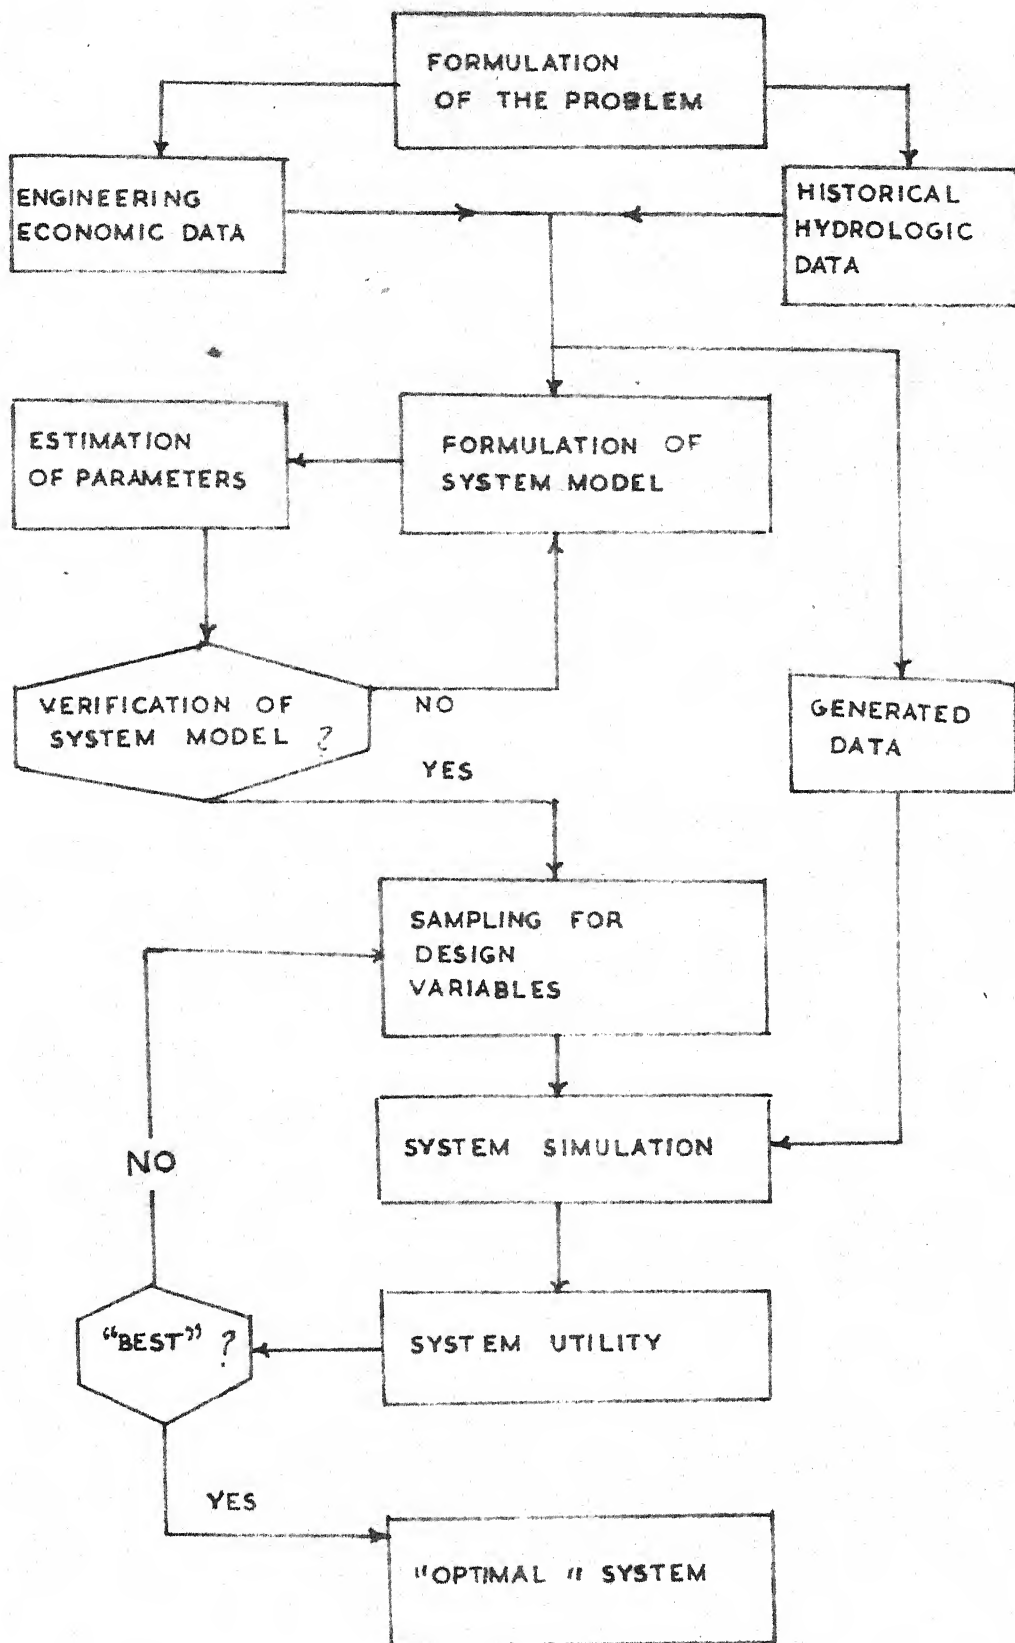 FORMULATION
OF THE PROBLEM
ENGINEERING
ECONOMIC DATA
HISTORICAL
HYDROLOGIC
DATA
ESTIMATION
OF PARAMETERS
FORMULATION OF
SYSTEM MODEL
VERIFICATION OF
SYSTEM MODEL ?
NO
YES
GENERATED
DATA
SAMPLING FOR
DESIGN
VARIABLES
SYSTEM SIMULATION
NO
"BEST" ?
SYSTEM UTILITY
YES
"OPTIMAL " SYSTEM